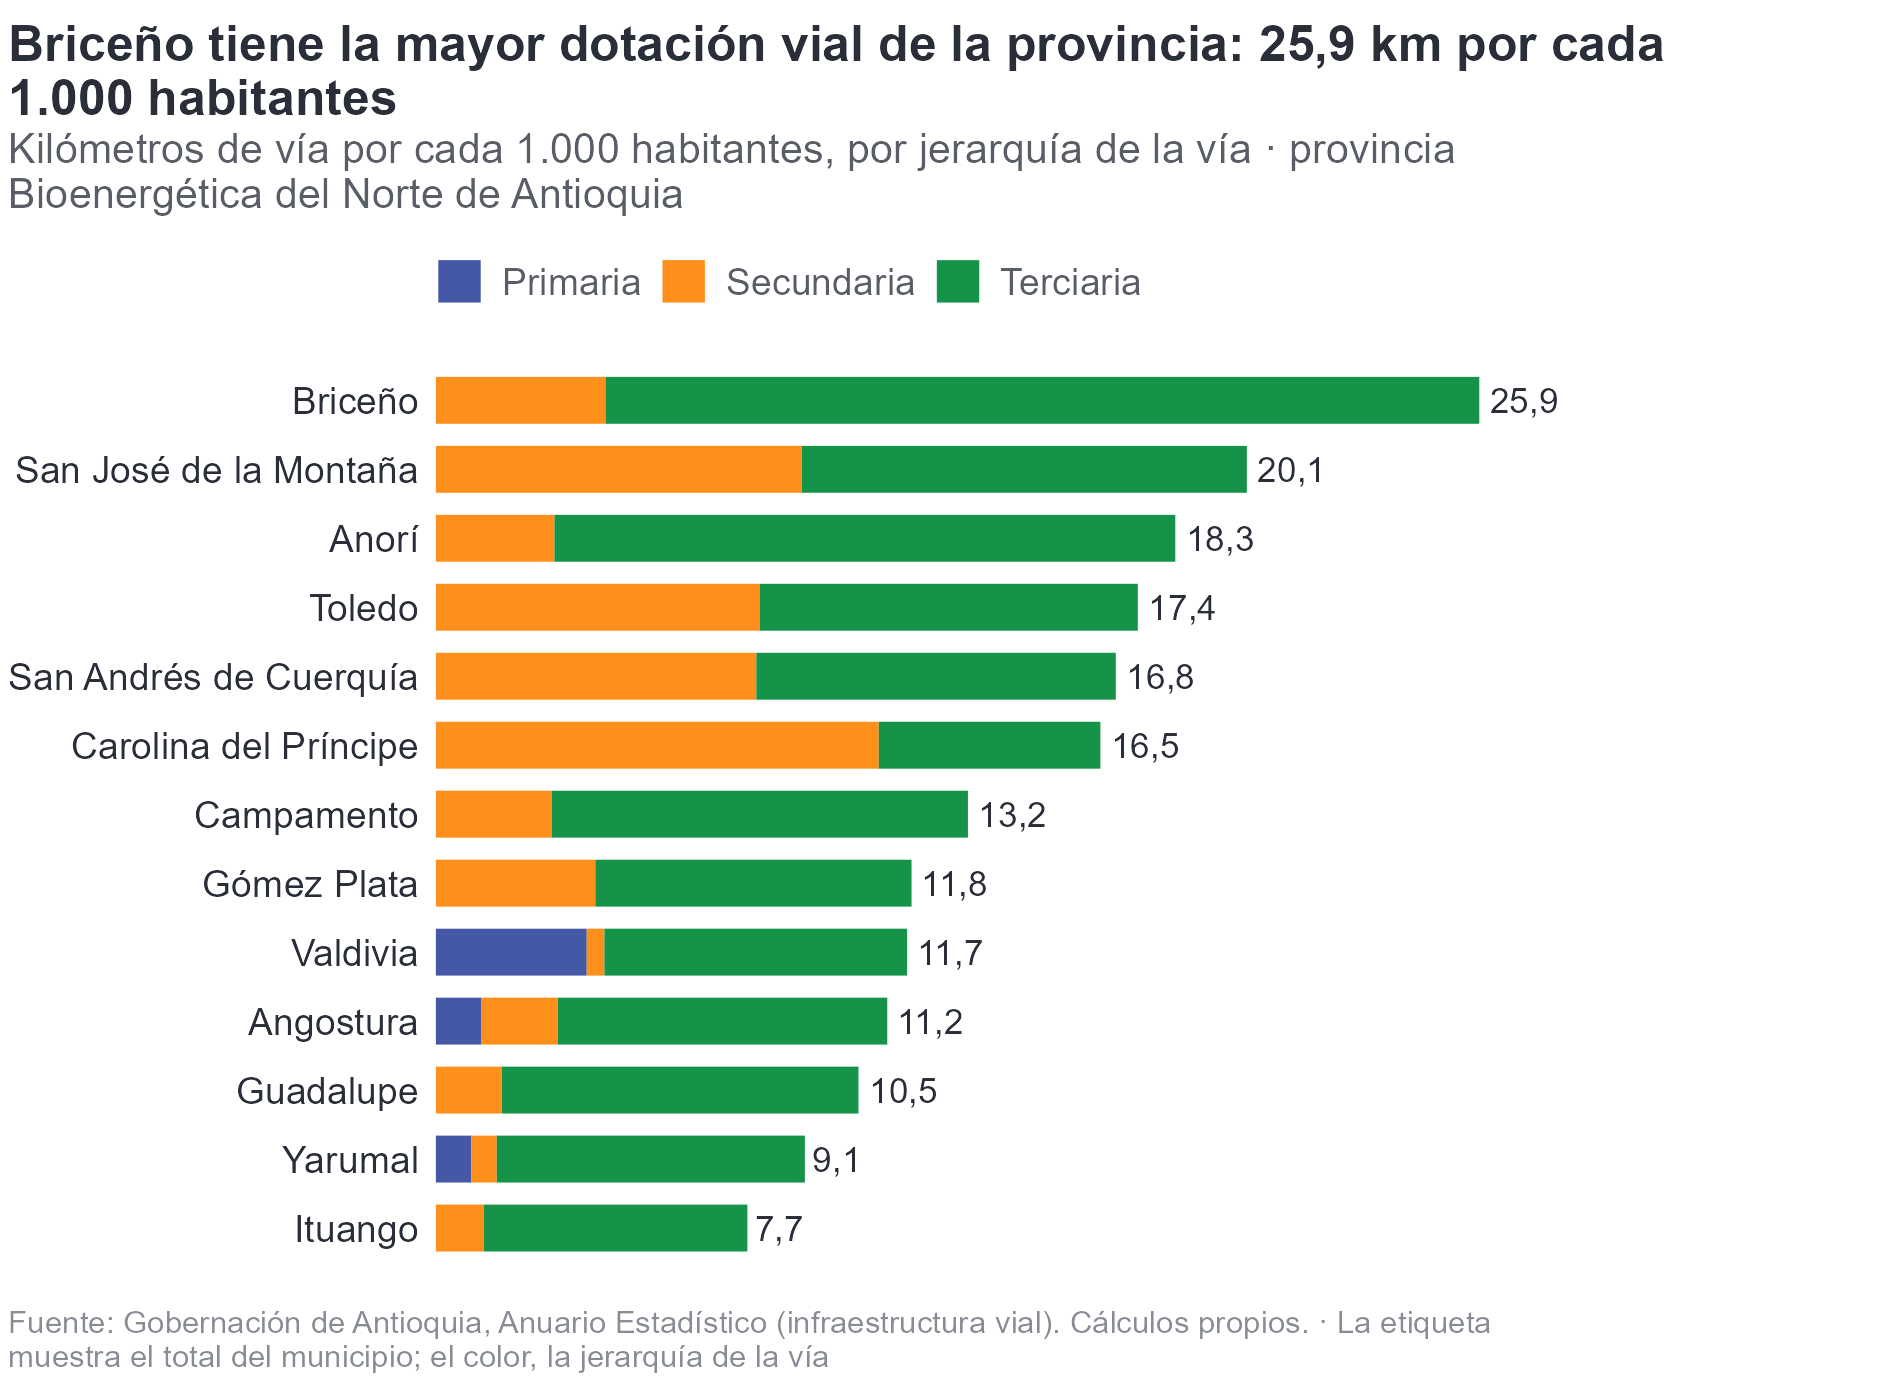 Briceño tiene la mayor dotación vial de la provincia: 25,9 km por cada
1.000 habitantes
Kilómetros de vía por cada 1.000 habitantes, por jerarquía de la vía · provincia
Bioenergética del Norte de Antioquia
Primaria Secundaria Terciaria
Briceño 25,9
San José de la Montaña 20,1
Anorí 18,3
Toledo 17,4
San Andrés de Cuerquía 16,8
Carolina del Príncipe 16,5
Campamento 13,2
Gómez Plata 11,8
Valdivia 11,7
Angostura 11,2
Guadalupe 10,5
Yarumal 9,1
Ituango 7,7
Fuente: Gobernación de Antioquia, Anuario Estadístico (infraestructura vial). Cálculos propios. · La etiqueta
muestra el total del municipio; el color, la jerarquía de la vía